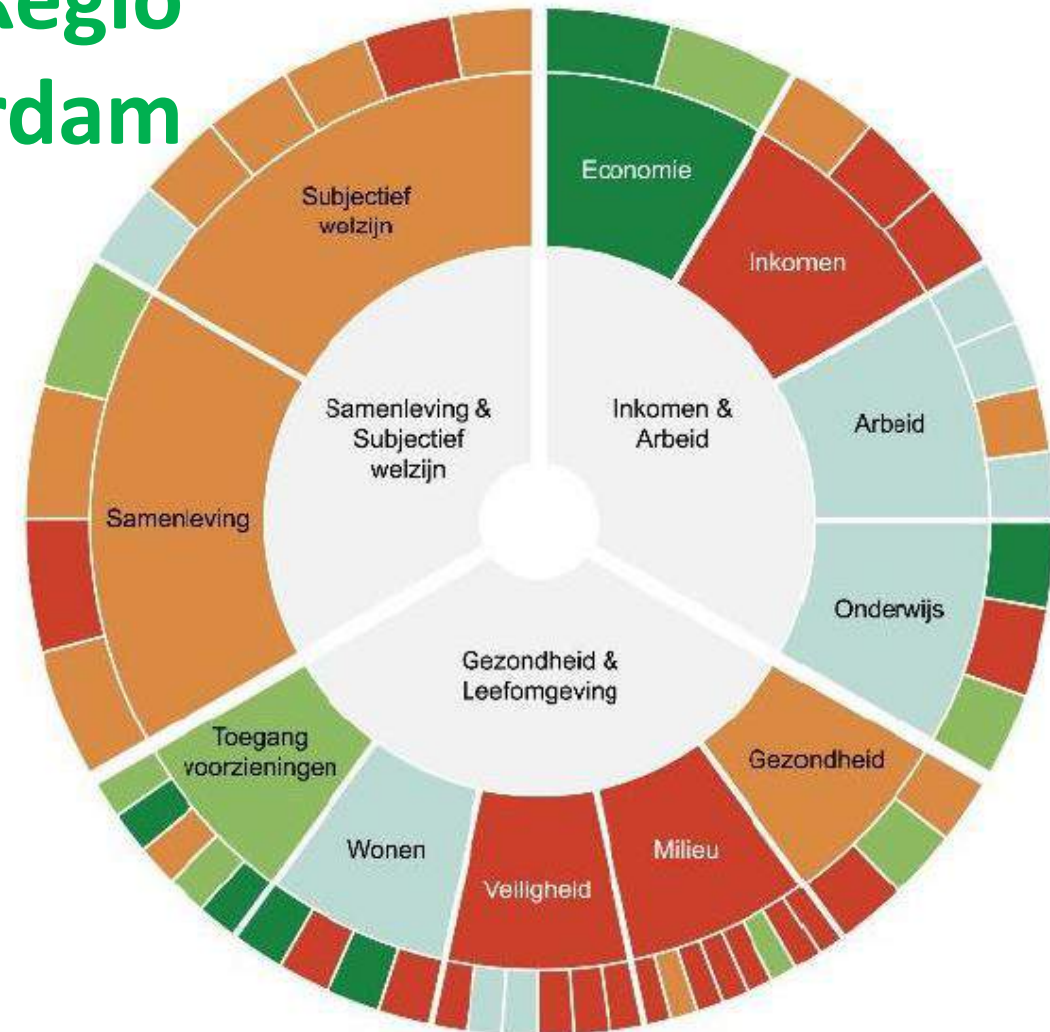 Regio
rdam
Economie
Inkomen
Arbeid
Onderwijs
Gezondheid
Milieu
Veiligheid
Wonen
Toegang
voorzieningen
Samenleving
Subjectief
welzijn
Inkomen &
Arbeid
Gezondheid &
Leefomgeving
Samenleving &
Subjectief
welzijn